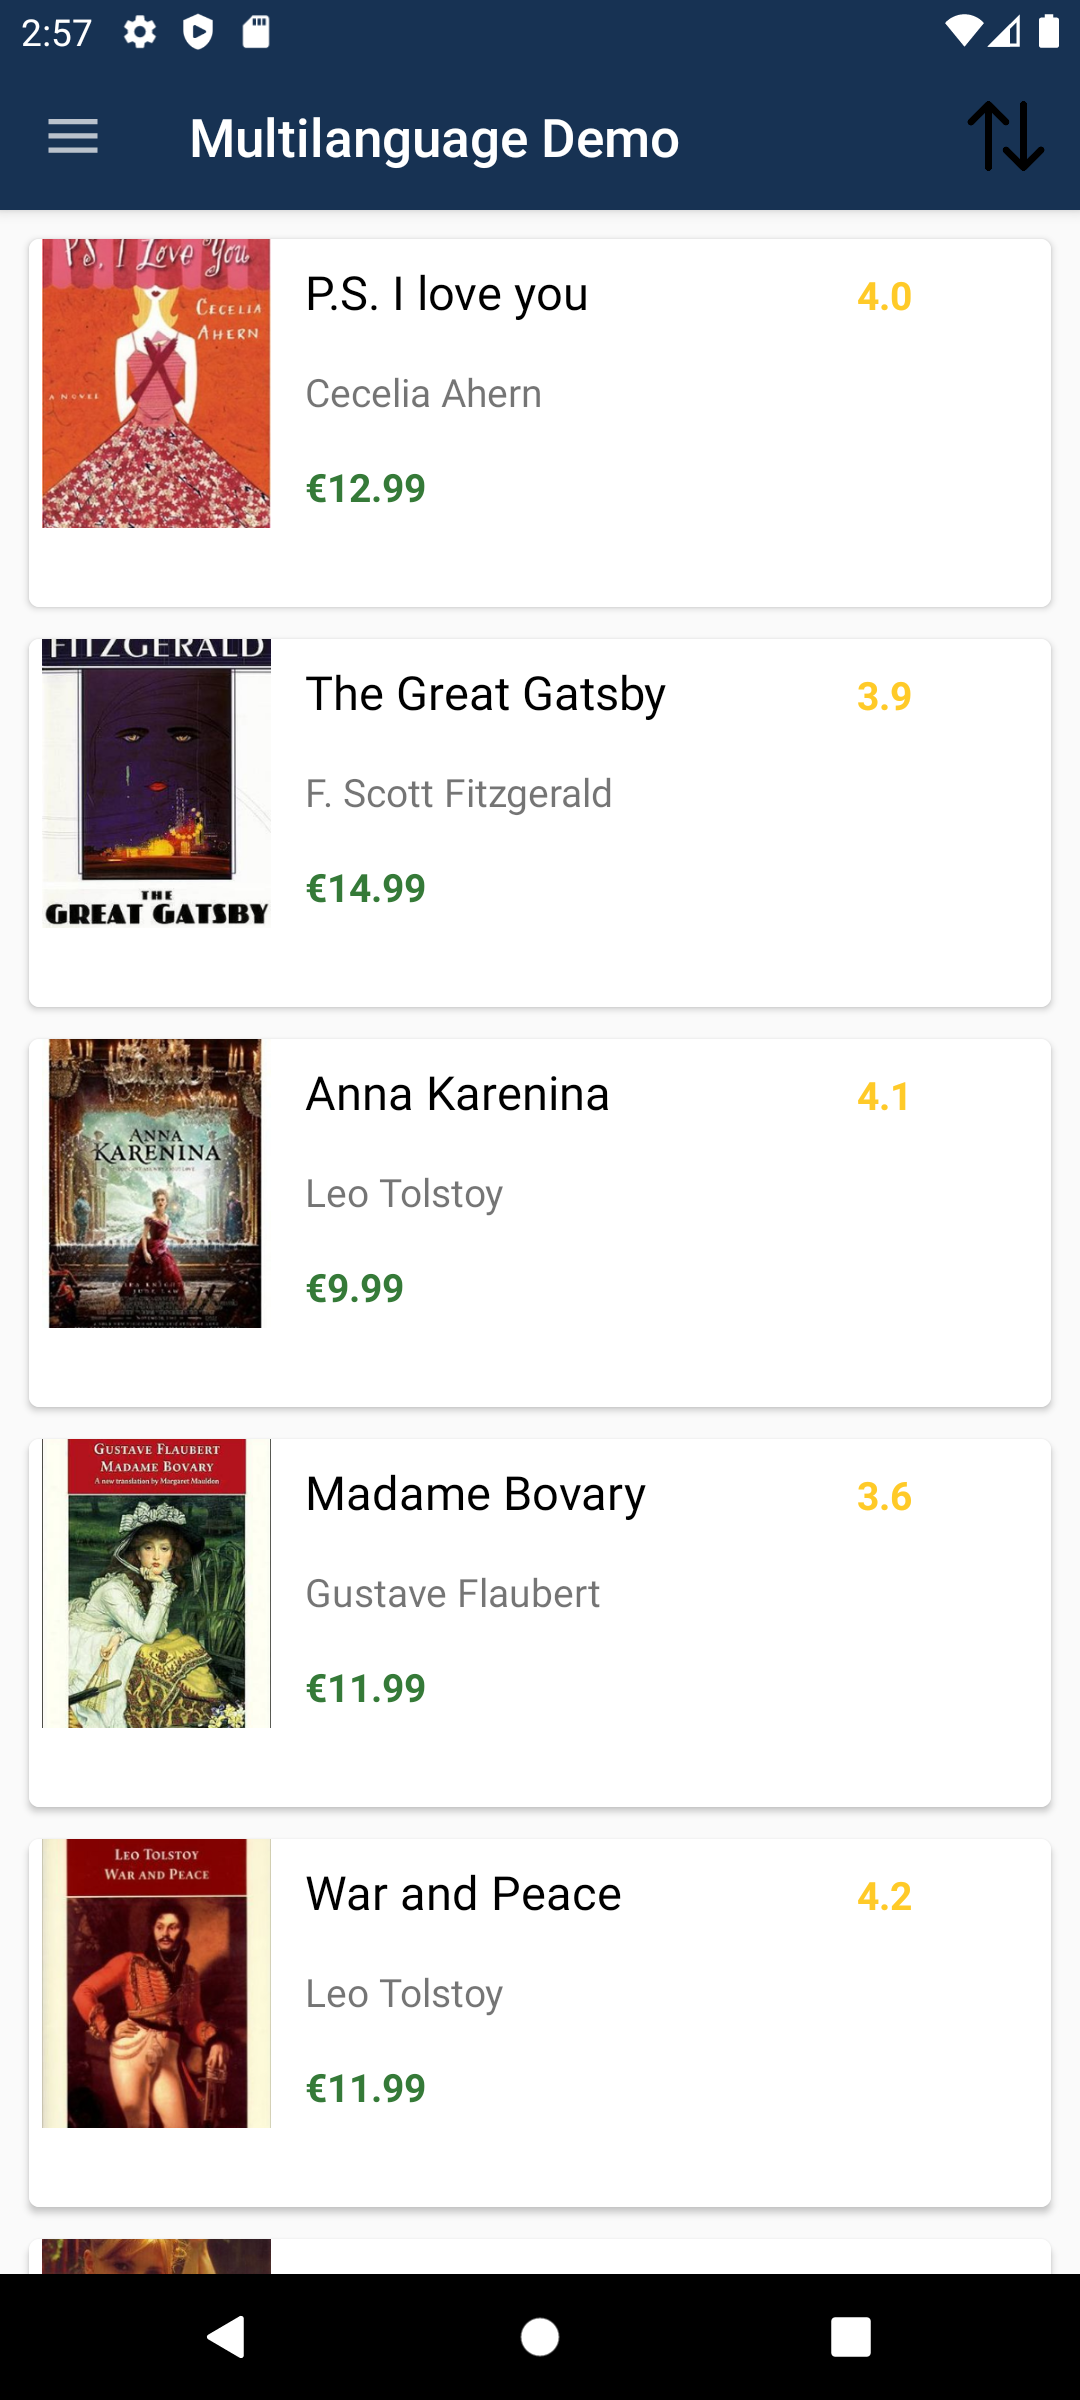 2:57
Multilanguage Demo
P.S. I Love You
CECELIA
AHERN
A NOVEL
P.S. I love you
4.0
Cecelia Ahern
€12.99
FITZGERALD
THE
GREAT GATSBY
The Great Gatsby
3.9
F. Scott Fitzgerald
€14.99
ANNA
KARENINA
Anna Karenina
4.1
Leo Tolstoy
€9.99
GUSTAVE FLAUBERT
MADAME BOVARY
A new translation by Margaret Mauldon
Madame Bovary
3.6
Gustave Flaubert
€11.99
LEO TOLSTOY
WAR AND PEACE
War and Peace
4.2
Leo Tolstoy
€11.99